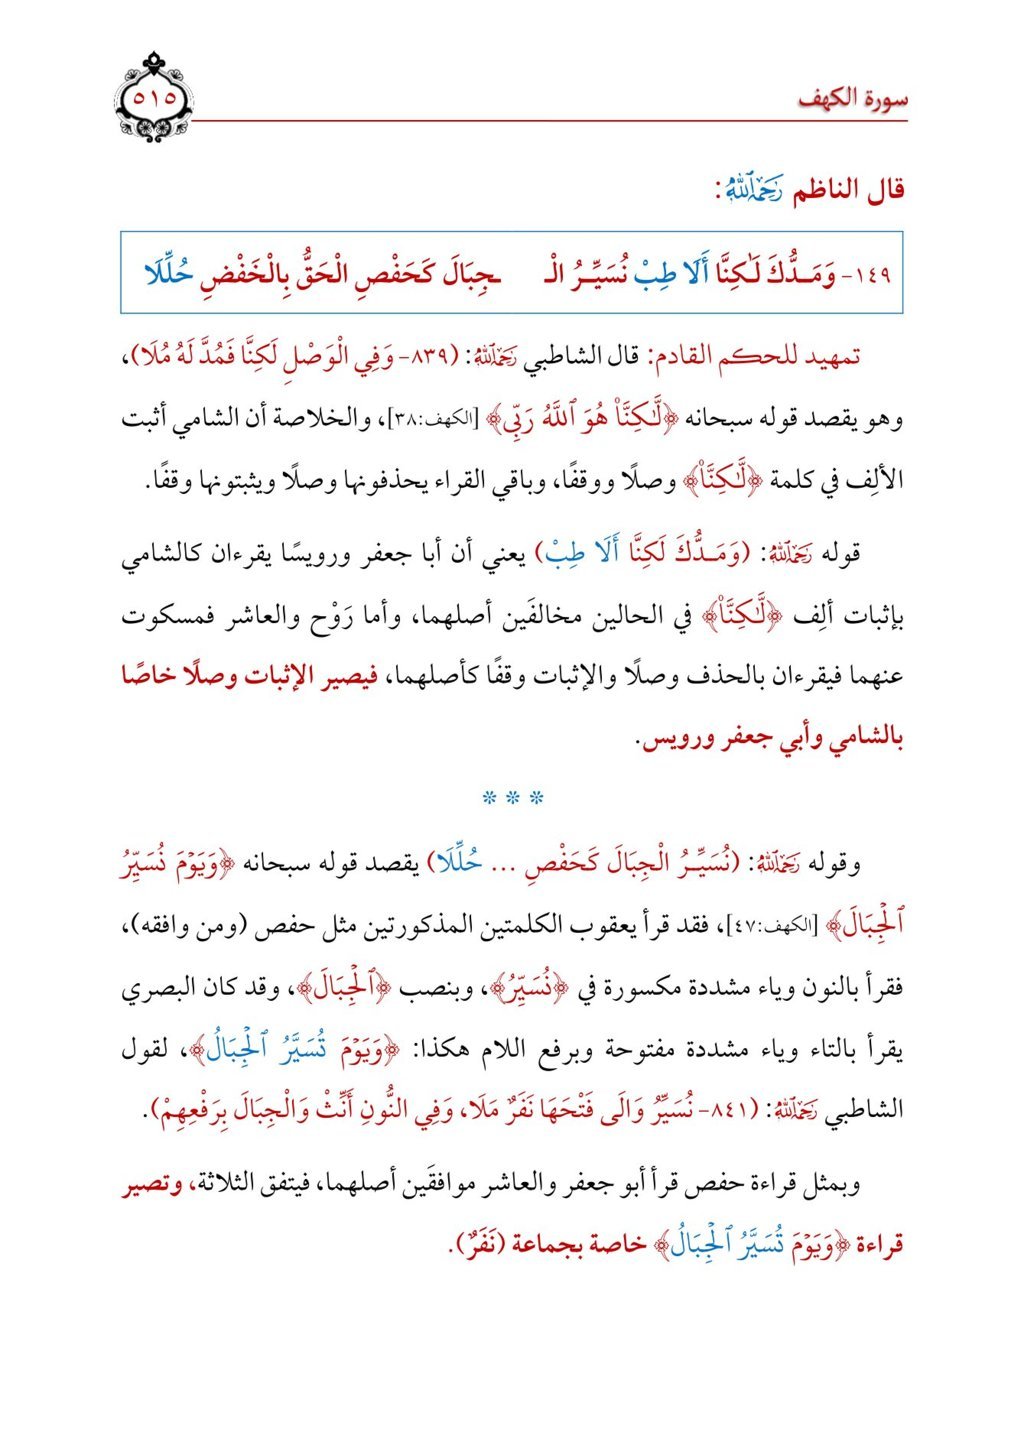 سورة الكهف
٥١٥
قال الناظم رَحِمَهُ ٱللَّهُ:
١٤٩- وَمَـدُّكَ لَـٰكِنَّا أَلَا طِبْ نُسَيِّـرُ الْـ ـجِبَالَ كَحَفْصِ الْحَقُّ بِالْخَفْضِ حُلِّلَا
تمهيد للحكم القادم: قال الشاطبي رَحِمَهُ ٱللَّهُ: (٨٣٩- وَفِي الْوَصْلِ لَكِنَّا فَمُدَّ لَهُ مُلَا)،
وهو يقصد قوله سبحانه ﴿لَّـٰكِنَّا۠ هُوَ ٱللَّهُ رَبِّى﴾ [الكهف:٣٨]، والخلاصة أن الشامي أثبت
الألِف في كلمة ﴿لَّـٰكِنَّا۠﴾ وصلًا ووقفًا، وباقي القراء يحذفونها وصلًا ويثبتونها وقفًا.
قوله رَحِمَهُ ٱللَّهُ: (وَمَـدُّكَ لَكِنَّا أَلَا طِبْ) يعني أن أبا جعفر ورويسًا يقرءان كالشامي
بإثبات ألِف ﴿لَّـٰكِنَّا۠﴾ في الحالين مخالفَين أصلهما، وأما رَوْح والعاشر فمسكوت
عنهما فيقرءان بالحذف وصلًا والإثبات وقفًا كأصلهما، فيصير الإثبات وصلًا خاصًا
بالشامي وأبي جعفر ورويس.
* * *
وقوله رَحِمَهُ ٱللَّهُ: (نُسَيِّـرُ الْجِبَالَ كَحَفْصِ ... حُلِّلَا) يقصد قوله سبحانه ﴿وَيَوْمَ نُسَيِّرُ
ٱلْجِبَالَ﴾ [الكهف:٤٧]، فقد قرأ يعقوب الكلمتين المذكورتين مثل حفص (ومن وافقه)،
فقرأ بالنون وياء مشددة مكسورة في ﴿نُسَيِّرُ﴾، وبنصب ﴿ٱلْجِبَالَ﴾، وقد كان البصري
يقرأ بالتاء وياء مشددة مفتوحة وبرفع اللام هكذا: ﴿وَيَوْمَ تُسَيَّرُ ٱلْجِبَالُ﴾، لقول
الشاطبي رَحِمَهُ ٱللَّهُ: (٨٤١- نُسَيِّرُ وَالَى فَتْحَهَا نَفَرٌ مَلَا، وَفِي النُّونِ أَنِّثْ وَالْجِبَالَ بِرَفْعِهِمْ).
وبمثل قراءة حفص قرأ أبو جعفر والعاشر موافقَين أصلهما، فيتفق الثلاثة، وتصير
قراءة ﴿وَيَوْمَ تُسَيَّرُ ٱلْجِبَالُ﴾ خاصة بجماعة (نَفَرٌ).